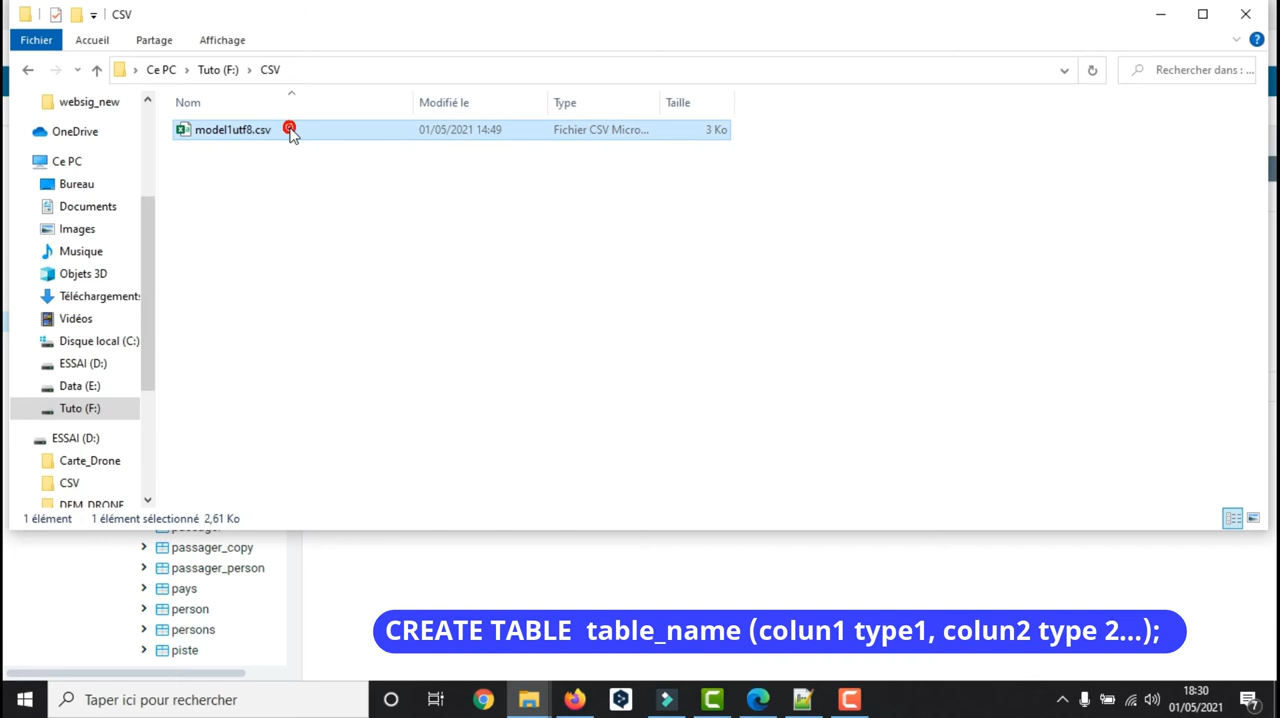 CSV
Fichier
Accueil
Partage
Affichage
Ce PC
Tuto (F:)
CSV
Rechercher dans : ...
websig_new
OneDrive
Ce PC
Bureau
Documents
Images
Musique
Objets 3D
Téléchargements
Vidéos
Disque local (C:)
ESSAI (D:)
Data (E:)
Tuto (F:)
ESSAI (D:)
Carte_Drone
CSV
DEM_DRONE
Nom
Modifié le
Type
Taille
model1utf8.csv
01/05/2021 14:49
Fichier CSV Micro...
3 Ko
1 élément
1 élément sélectionné 2,61 Ko
passager
passager_copy
passager_person
pays
person
persons
piste
CREATE TABLE table_name (colun1 type1, colun2 type 2...);
Taper ici pour rechercher
18:30
01/05/2021
7